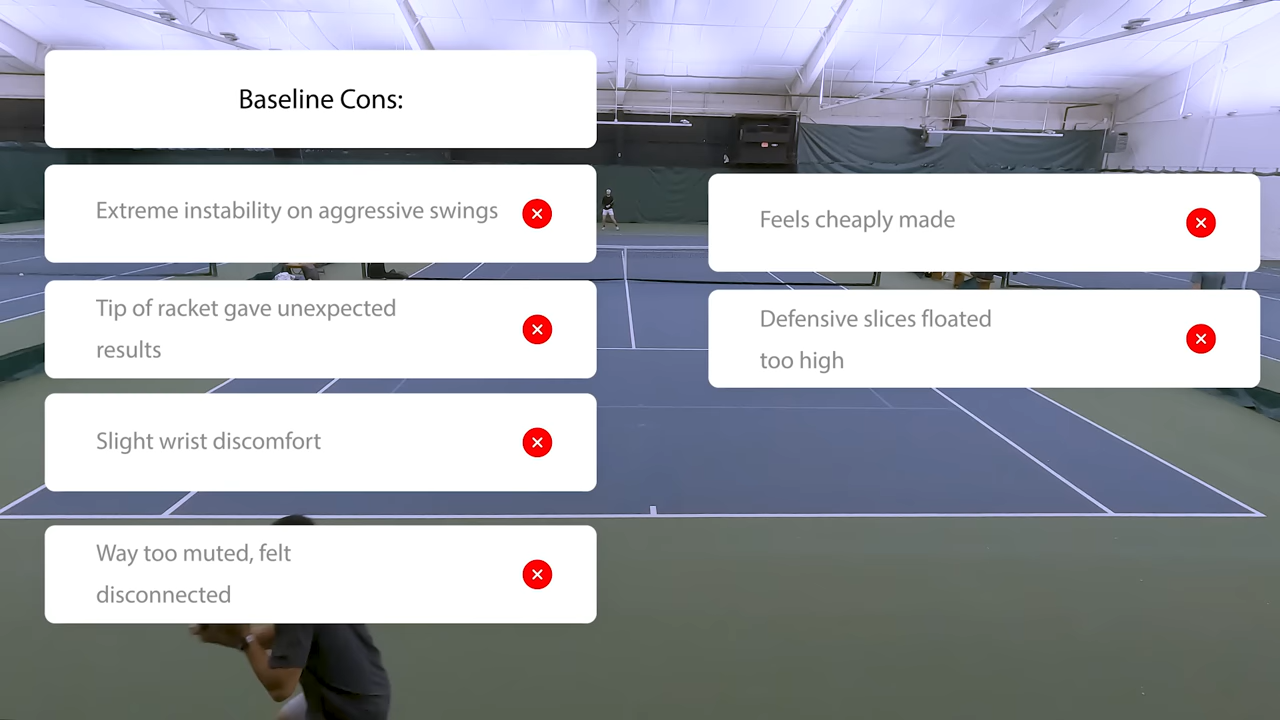 Baseline Cons:
Extreme instability on aggressive swings
Tip of racket gave unexpected
results
Slight wrist discomfort
Way too muted, felt
disconnected
Feels cheaply made
Defensive slices floated
too high